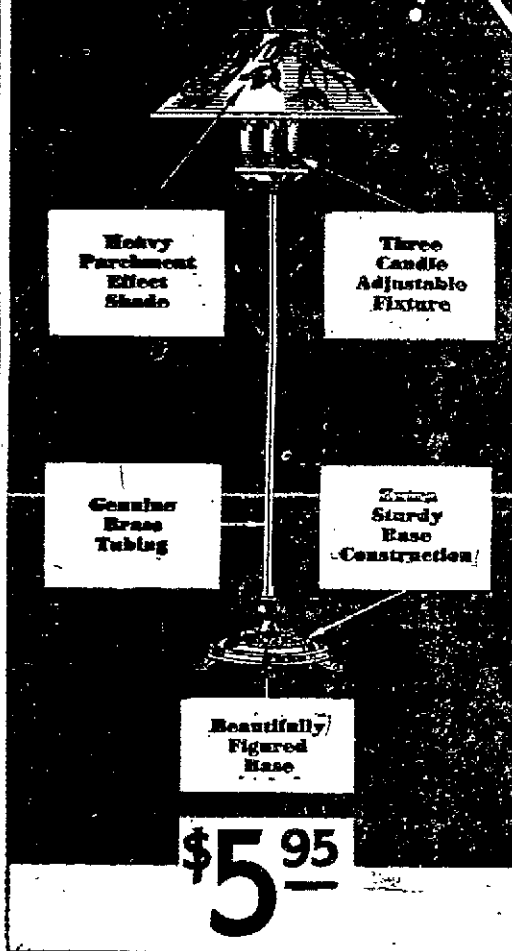 Heavy
Parchment
Effect
Shade
Three
Candle
Adjustable
Fixture
Genuine
Brass
Tubing
Sturdy
Base
Construction
Beautifully
Figured
Base
$5.95